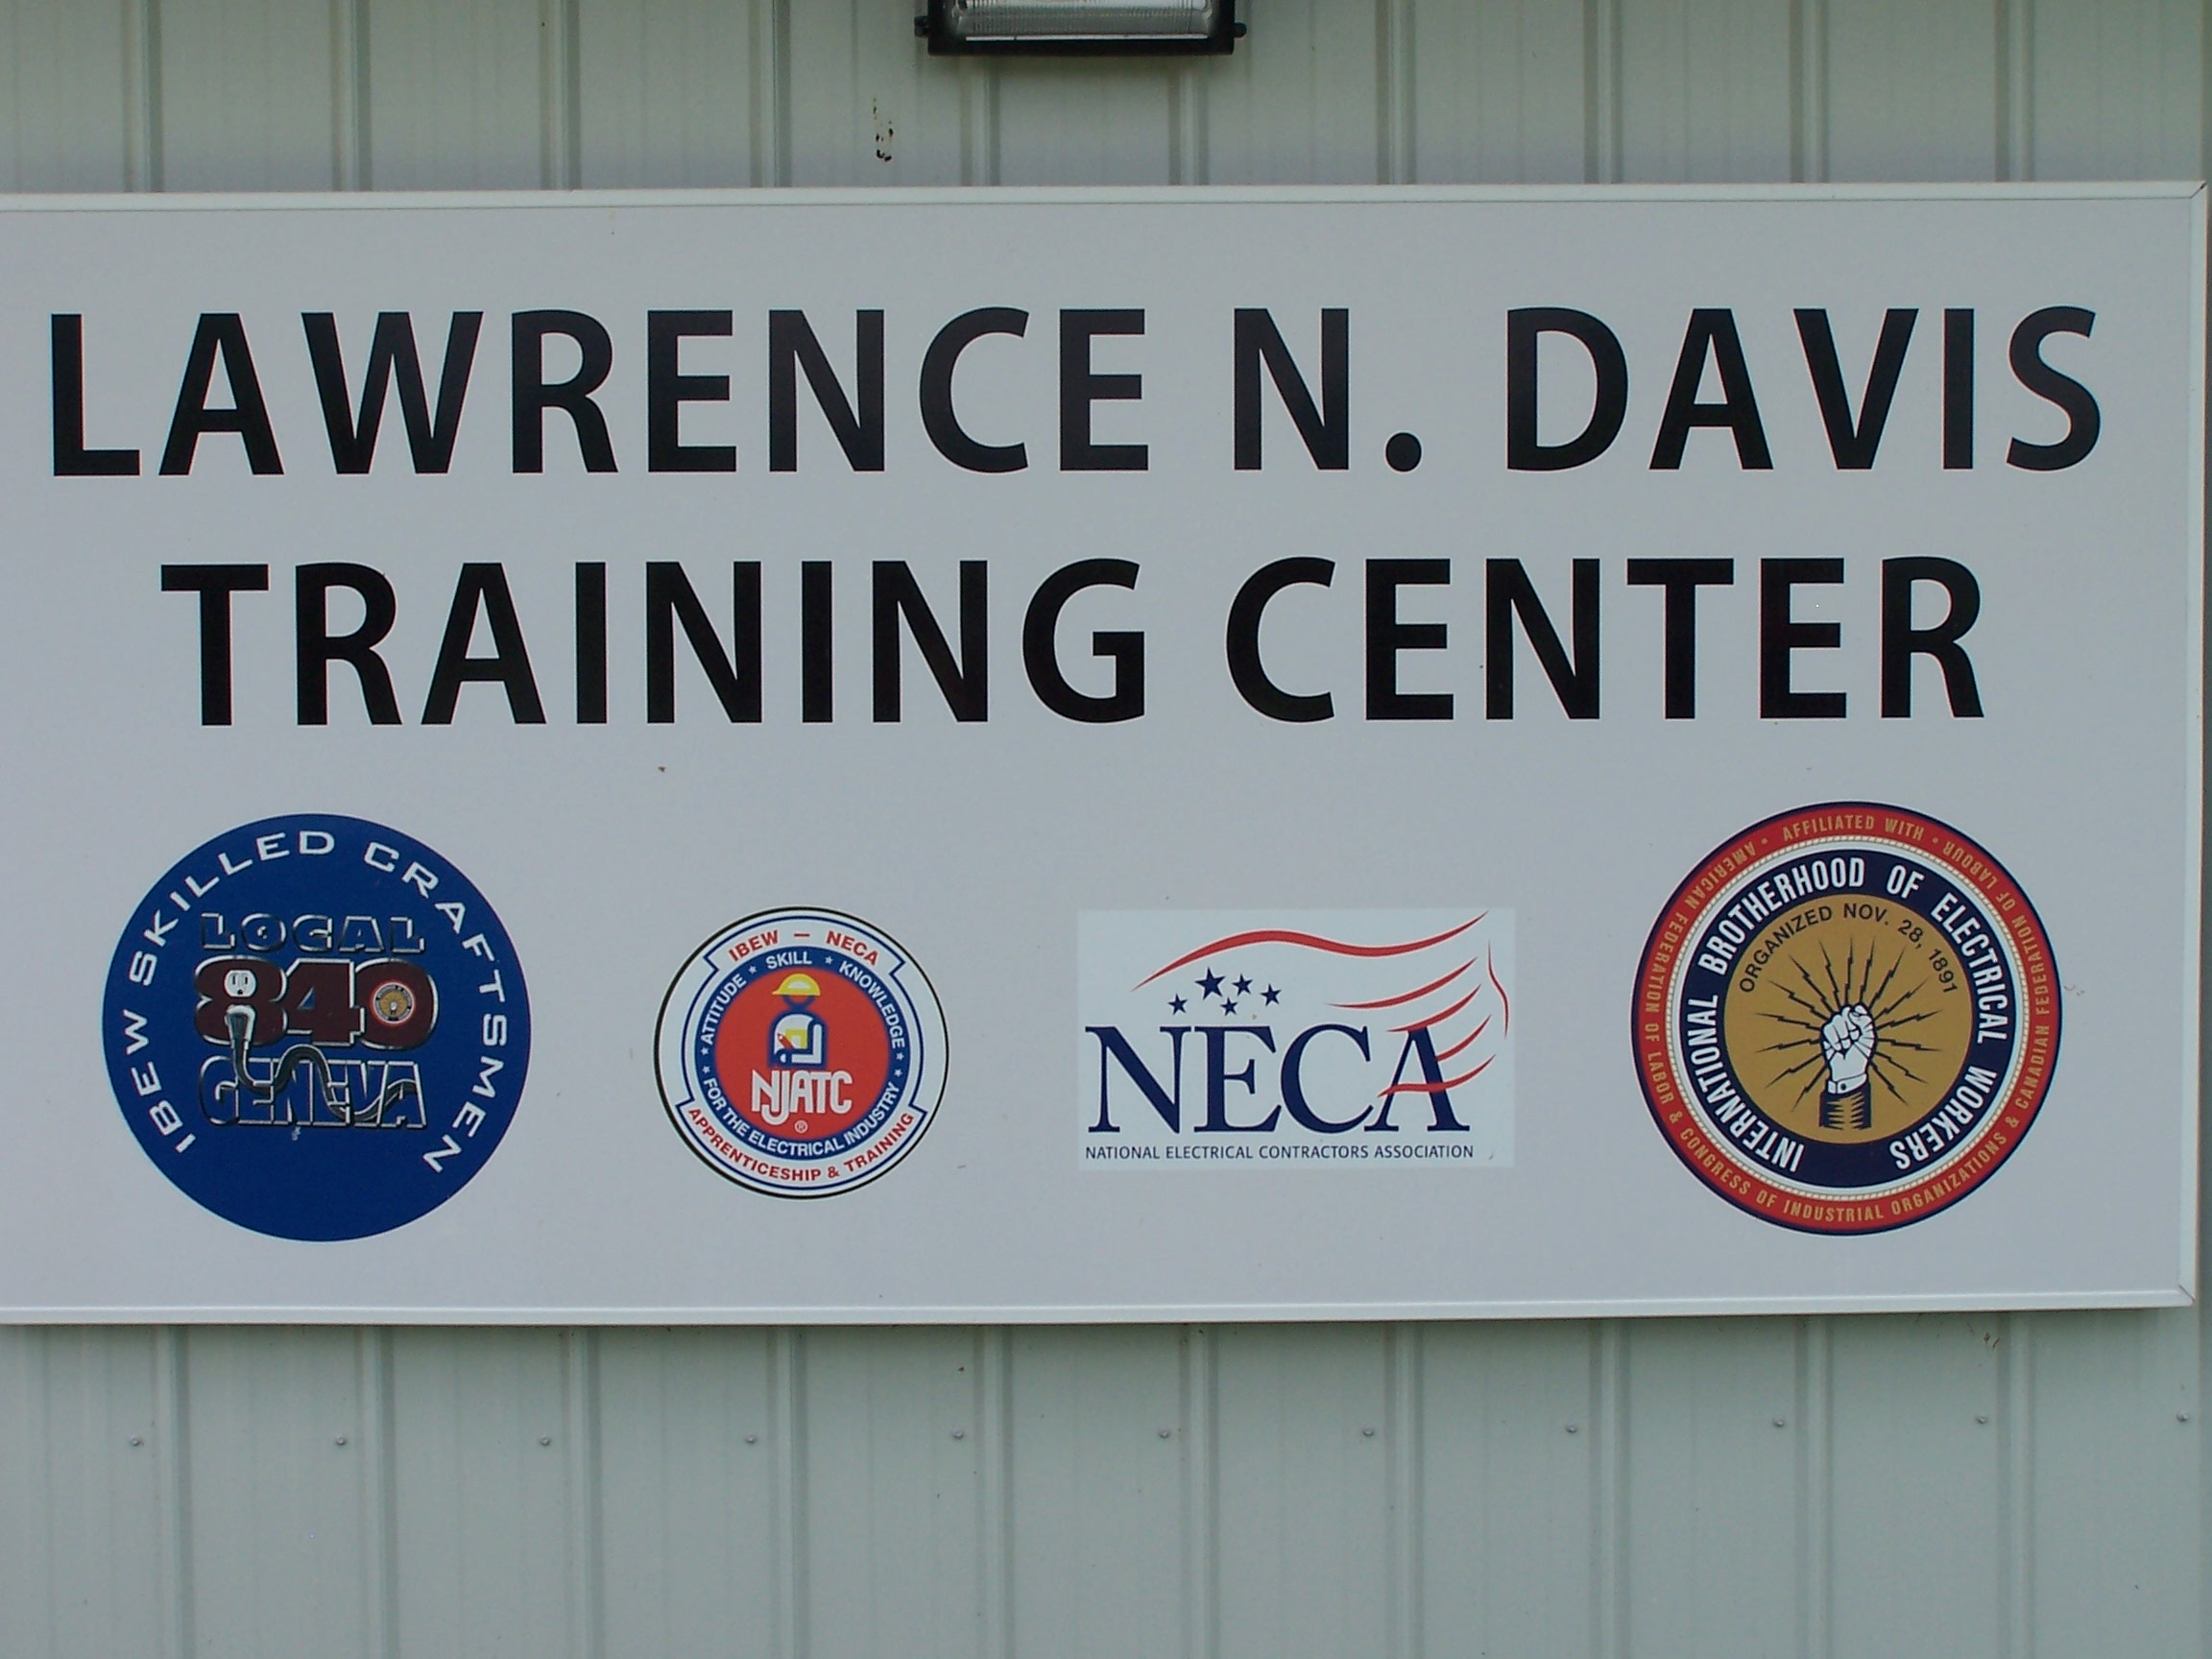 LAWRENCE N. DAVIS
TRAINING CENTER
IBEW SKILLED CRAFTSMEN
LOCAL
840
GENEVA
IBEW — NECA
ATTITUDE ★ SKILL ★ KNOWLEDGE
NJATC
®
★ FOR THE ELECTRICAL INDUSTRY ★
APPRENTICESHIP & TRAINING
NECA
NATIONAL ELECTRICAL CONTRACTORS ASSOCIATION
• AFFILIATED WITH •
AMERICAN FEDERATION OF LABOR & CONGRESS OF INDUSTRIAL ORGANIZATIONS & CANADIAN FEDERATION OF LABOUR
INTERNATIONAL BROTHERHOOD OF ELECTRICAL WORKERS
ORGANIZED NOV. 28, 1891